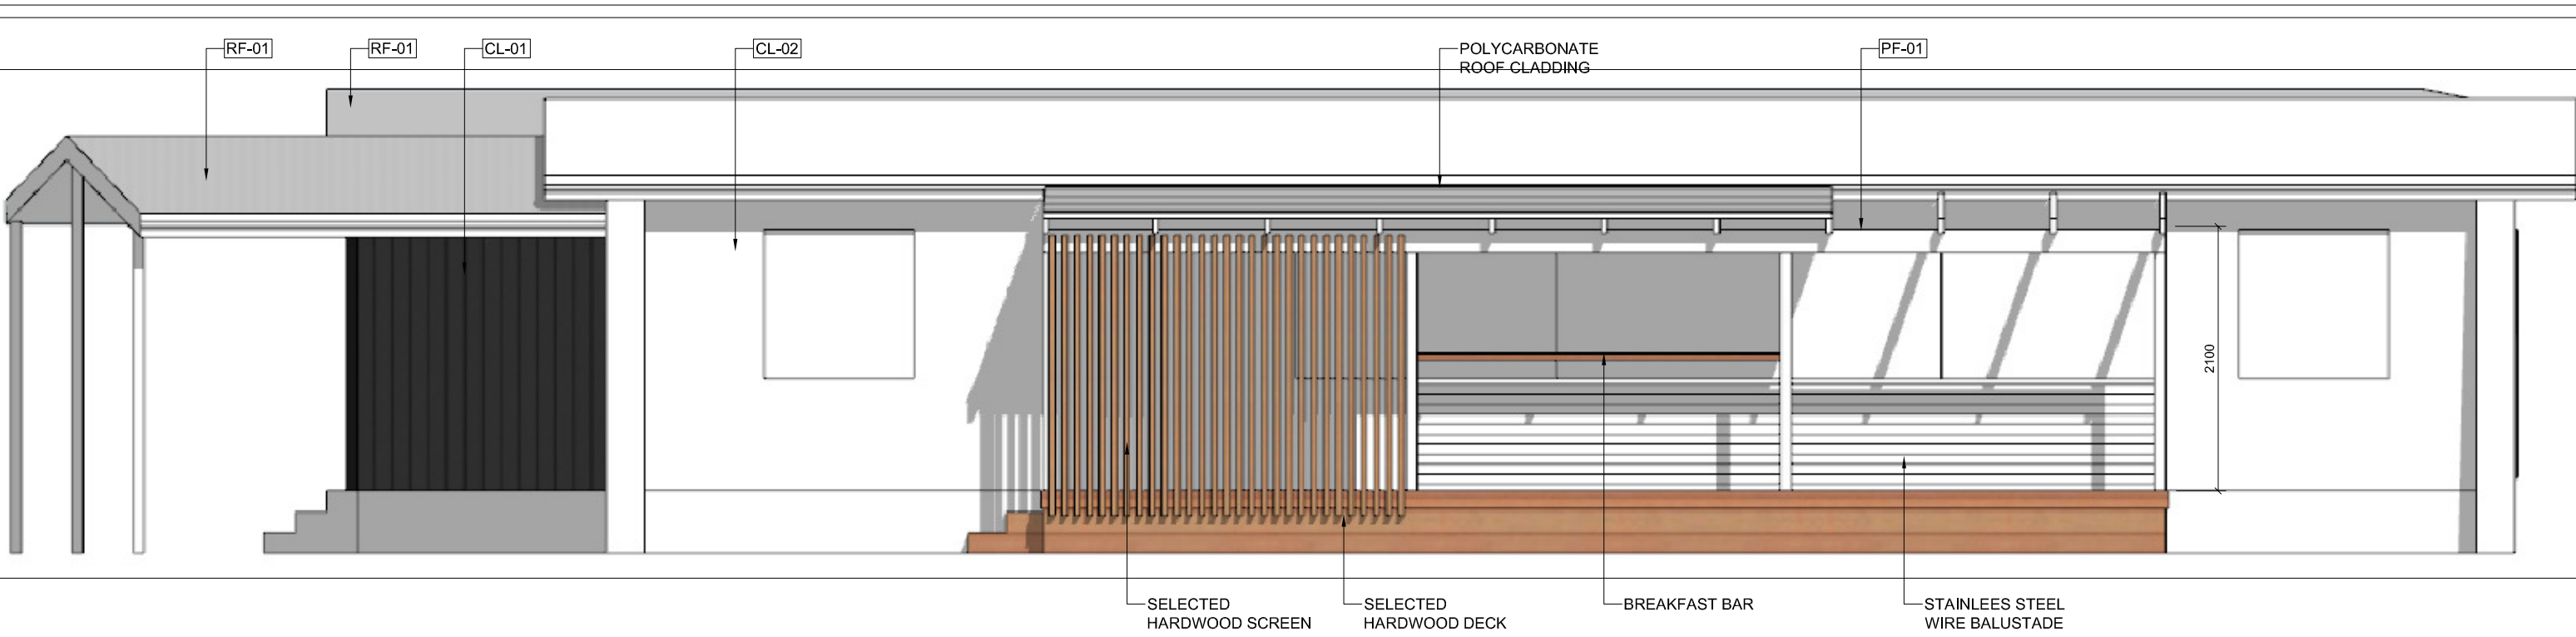 RF-01
RF-01
CL-01
CL-02
POLYCARBONATE
ROOF CLADDING
PF-01
2100
SELECTED
HARDWOOD SCREEN
SELECTED
HARDWOOD DECK
BREAKFAST BAR
STAINLEES STEEL
WIRE BALUSTADE